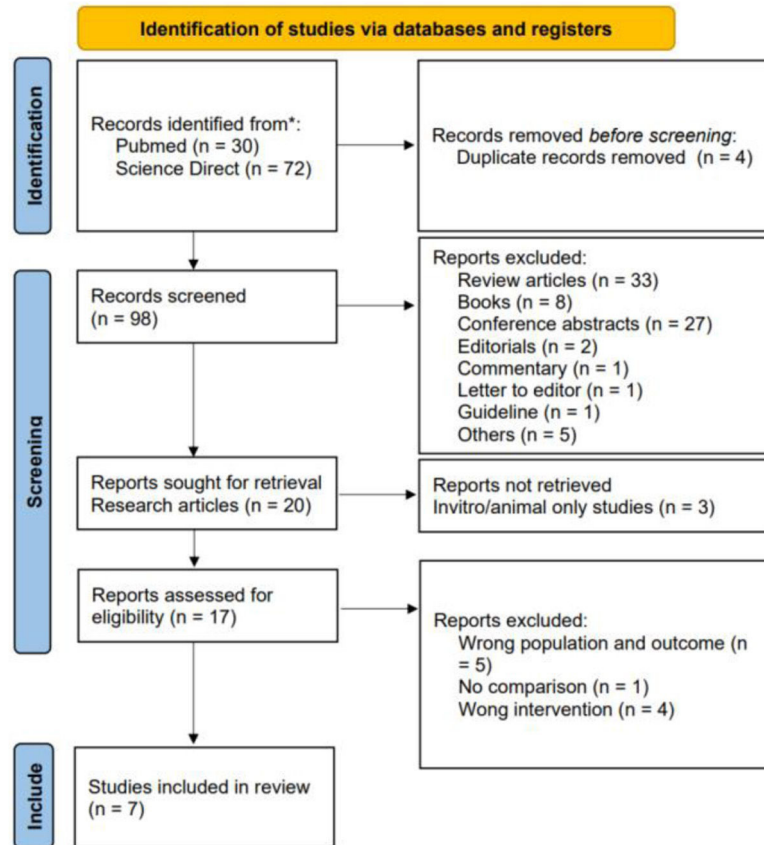 Identification of studies via databases and registers
Identification
Records identified from*:
Pubmed (n = 30)
Science Direct (n = 72)
Records removed before screening:
Duplicate records removed (n = 4)
Screening
Records screened
(n = 98)
Reports excluded:
Review articles (n = 33)
Books (n = 8)
Conference abstracts (n = 27)
Editorials (n = 2)
Commentary (n = 1)
Letter to editor (n = 1)
Guideline (n = 1)
Others (n = 5)
Reports sought for retrieval
Research articles (n = 20)
Reports not retrieved
Invitro/animal only studies (n = 3)
Reports assessed for
eligibility (n = 17)
Reports excluded:
Wrong population and outcome (n
= 5)
No comparison (n = 1)
Wong intervention (n = 4)
Include
Studies included in review
(n = 7)